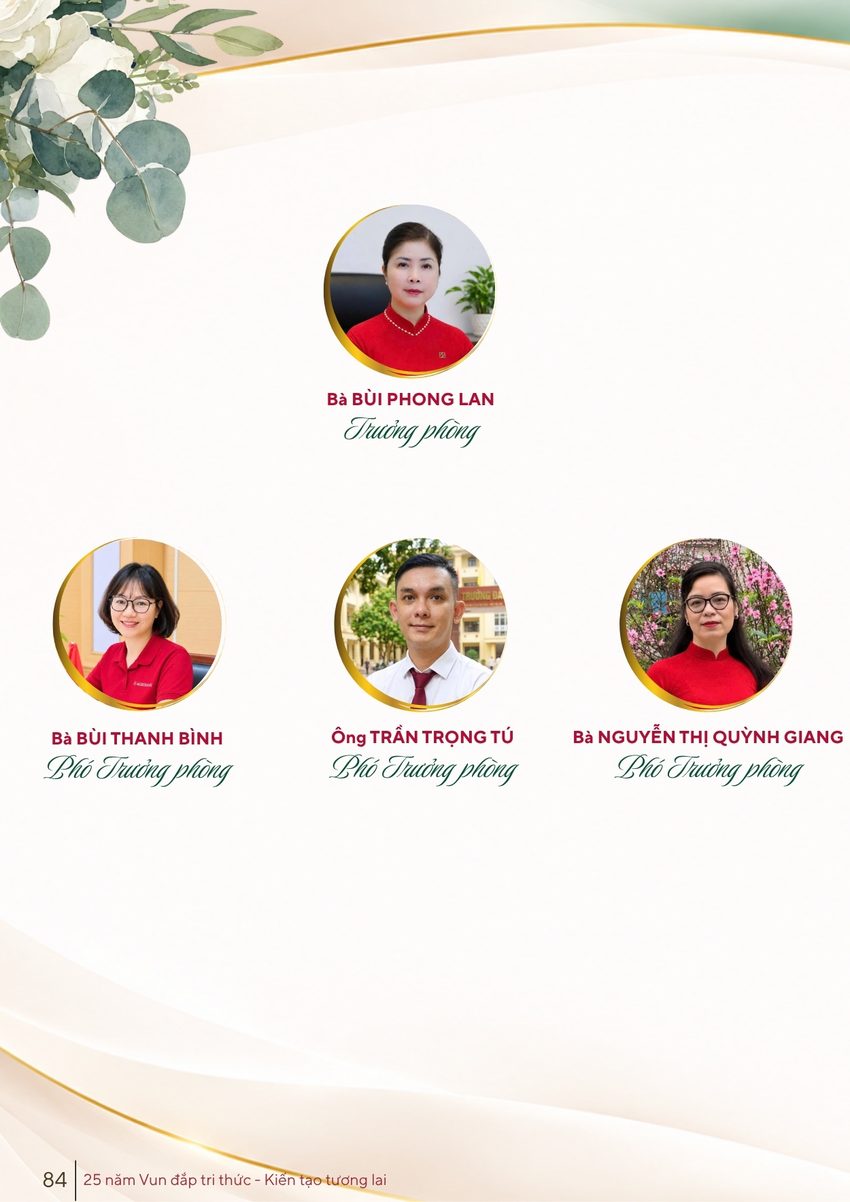 Bà BÙI PHONG LAN
Trưởng phòng
TRƯỜNG ĐẠ
Bà BÙI THANH BÌNH
Phó Trưởng phòng
Ông TRẦN TRỌNG TÚ
Phó Trưởng phòng
Bà NGUYỄN THỊ QUỲNH GIANG
Phó Trưởng phòng
84
25 năm Vun đắp tri thức - Kiến tạo tương lai